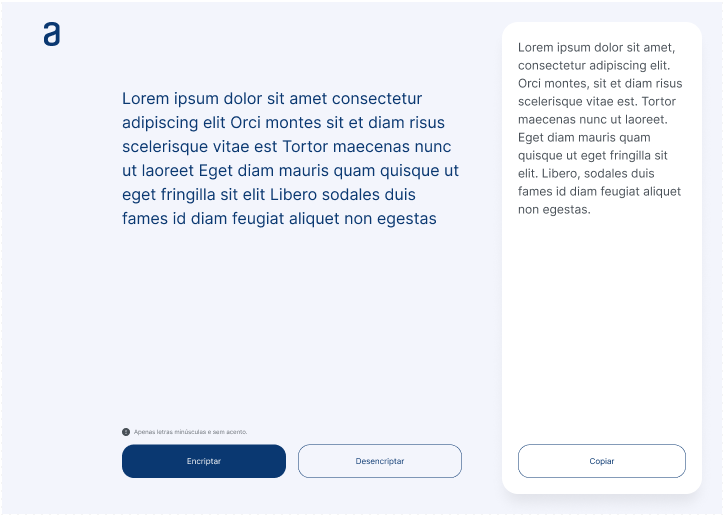 a
Lorem ipsum dolor sit amet consectetur
adipiscing elit Orci montes sit et diam risus
scelerisque vitae est Tortor maecenas nunc
ut laoreet Eget diam mauris quam quisque ut
eget fringilla sit elit Libero sodales duis
fames id diam feugiat aliquet non egestas
Apenas letras minúsculas e sem acento.
Encriptar
Desencriptar
Lorem ipsum dolor sit amet,
consectetur adipiscing elit.
Orci montes, sit et diam risus
scelerisque vitae est. Tortor
maecenas nunc ut laoreet.
Eget diam mauris quam
quisque ut eget fringilla sit
elit. Libero, sodales duis
fames id diam feugiat aliquet
non egestas.
Copiar